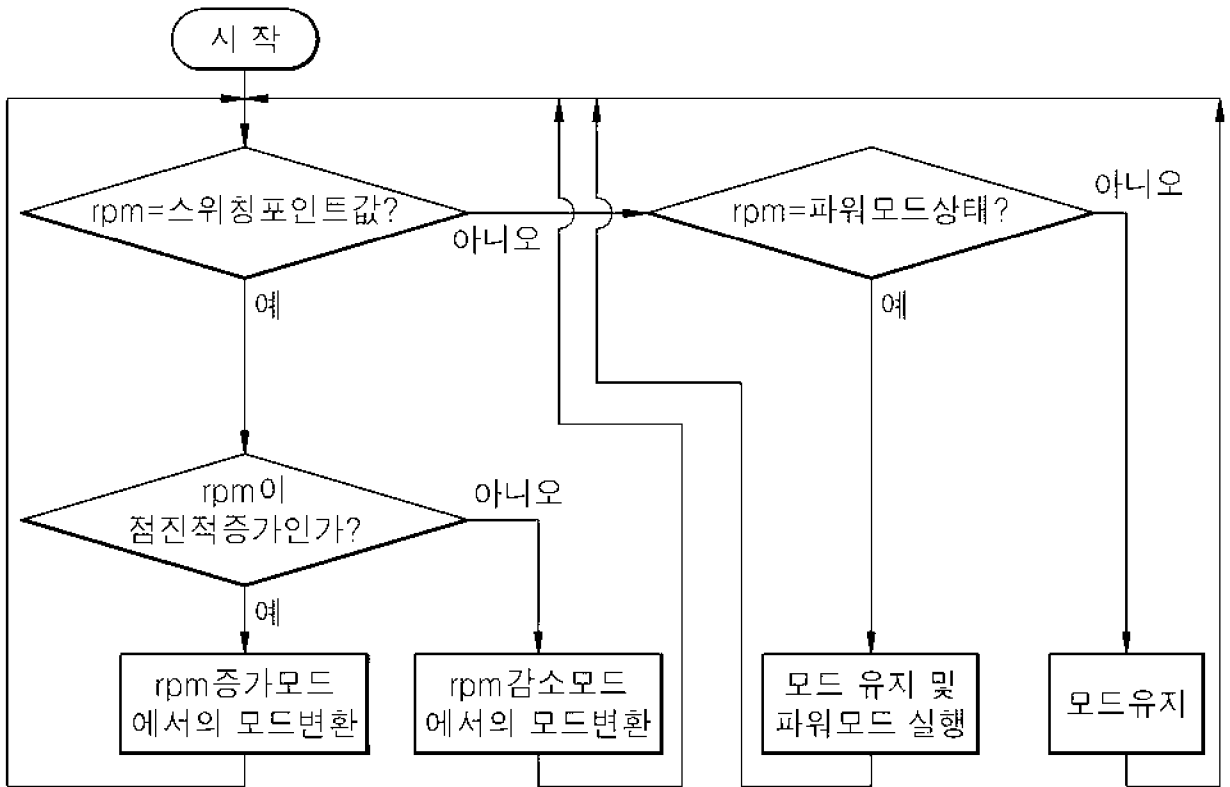 시 작
rpm=스위칭포인트값?
아니오
예
rpm=파워모드상태?
아니오
예
rpm이
점진적증가인가?
아니오
예
rpm증가모드
에서의 모드변환
rpm감소모드
에서의 모드변환
모드 유지 및
파워모드 실행
모드유지